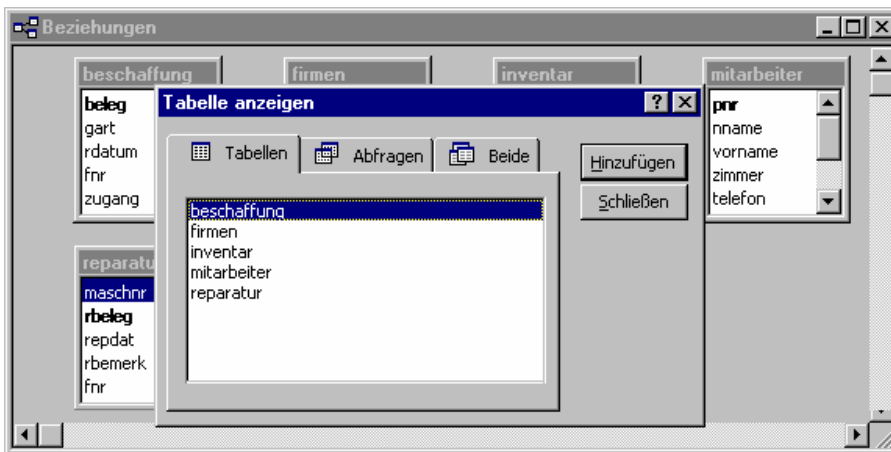 Beziehungen
beschaffung
firmen
inventar
mitarbeiter
beleg
gart
rdatum
fnr
zugang
Tabelle anzeigen
Tabellen
Abfragen
Beide
Hinzufügen
Schließen
beschaffung
firmen
inventar
mitarbeiter
reparatur
pnr
nname
vorname
zimmer
telefon
reparatu
maschnr
rbeleg
repdat
rbemerk
fnr